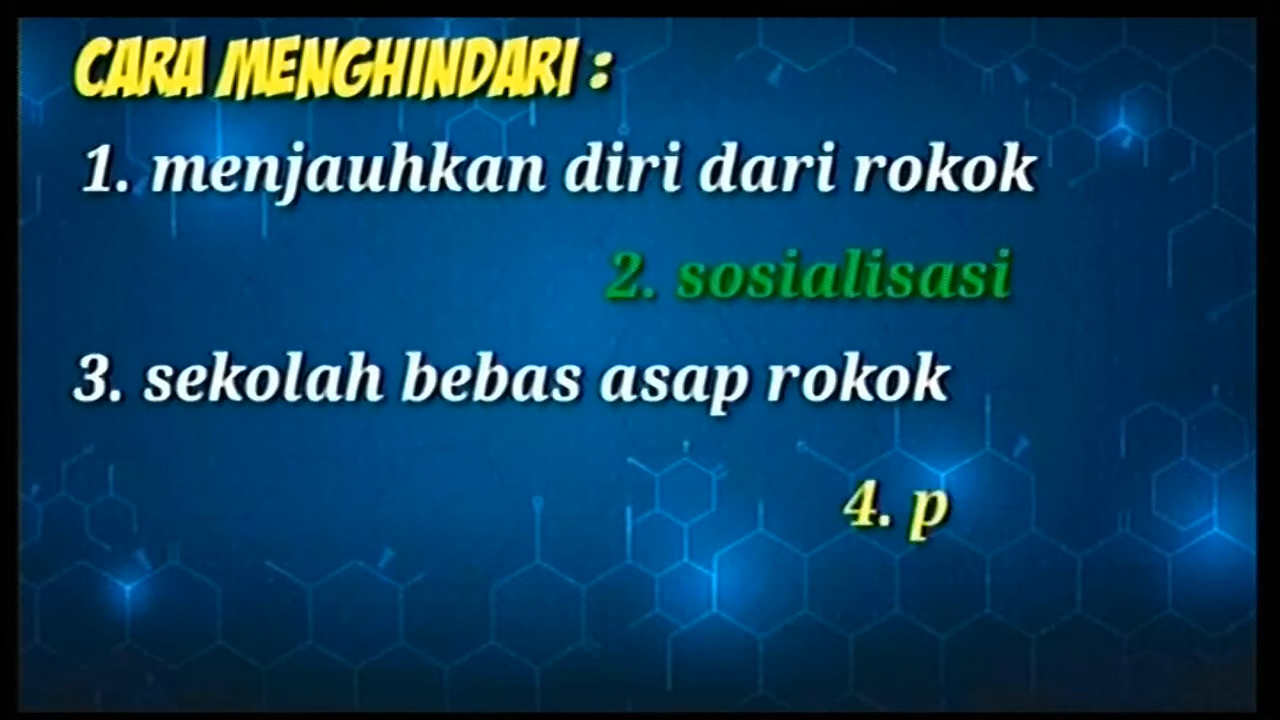 CARA MENGHINDARI :
1. menjauhkan diri dari rokok
2. sosialisasi
3. sekolah bebas asap rokok
4. p